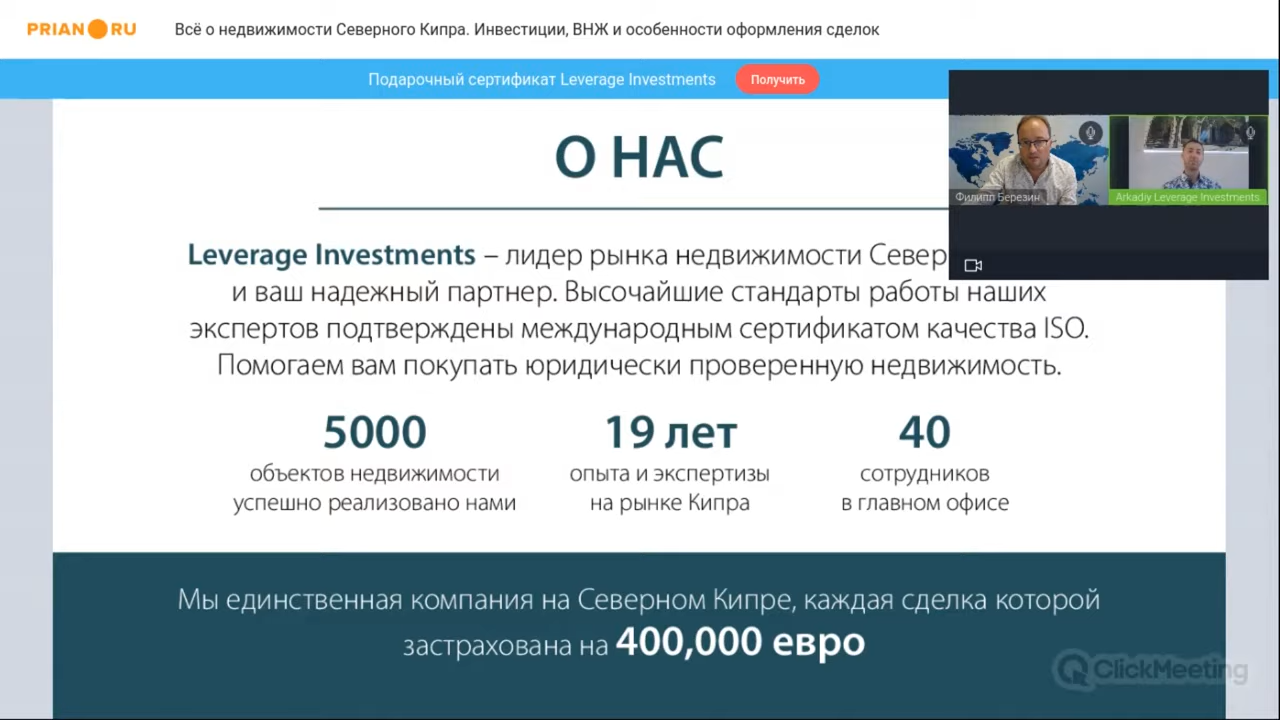 PRIAN RU
Всё о недвижимости Северного Кипра. Инвестиции, ВНЖ и особенности оформления сделок
Подарочный сертификат Leverage Investments
Получить
О НАС
Филипп Березин
Arkadiy Leverage Investments
Leverage Investments – лидер рынка недвижимости
и ваш надежный партнер. Высочайшие стандарты работы наших
экспертов подтверждены международным сертификатом качества ISO.
Помогаем вам покупать юридически проверенную недвижимость.
5000
объектов недвижимости
успешно реализовано нами
19 лет
опыта и экспертизы
на рынке Кипра
40
сотрудников
в главном офисе
Мы единственная компания на Северном Кипре, каждая сделка которой
застрахована на 400,000 евро
ClickMeeting